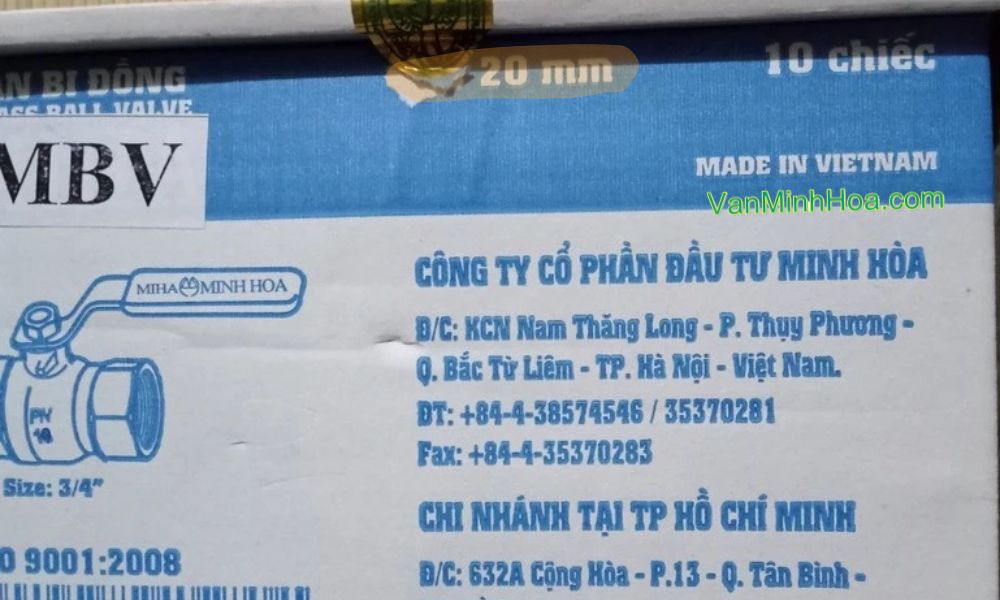 ĂN BI ĐỒNG
ASS BALL VALVE
20 mm
10 chiếc
MBV
MADE IN VIETNAM
VanMinhHoa.com
MIHA MINH HOA
PN
Size: 3/4"
CÔNG TY CỔ PHẦN ĐẦU TƯ MINH HÒA
Đ/C: KCN Nam Thăng Long - P. Thụy Phương -
Q. Bắc Từ Liêm - TP. Hà Nội - Việt Nam.
ĐT: +84-4-38574546 / 35370281
Fax: +84-4-35370283
CHI NHÁNH TẠI TP HỒ CHÍ MINH
Đ/C: 632A Cộng Hòa - P.13 - Q. Tân Bình -
O 9001:2008